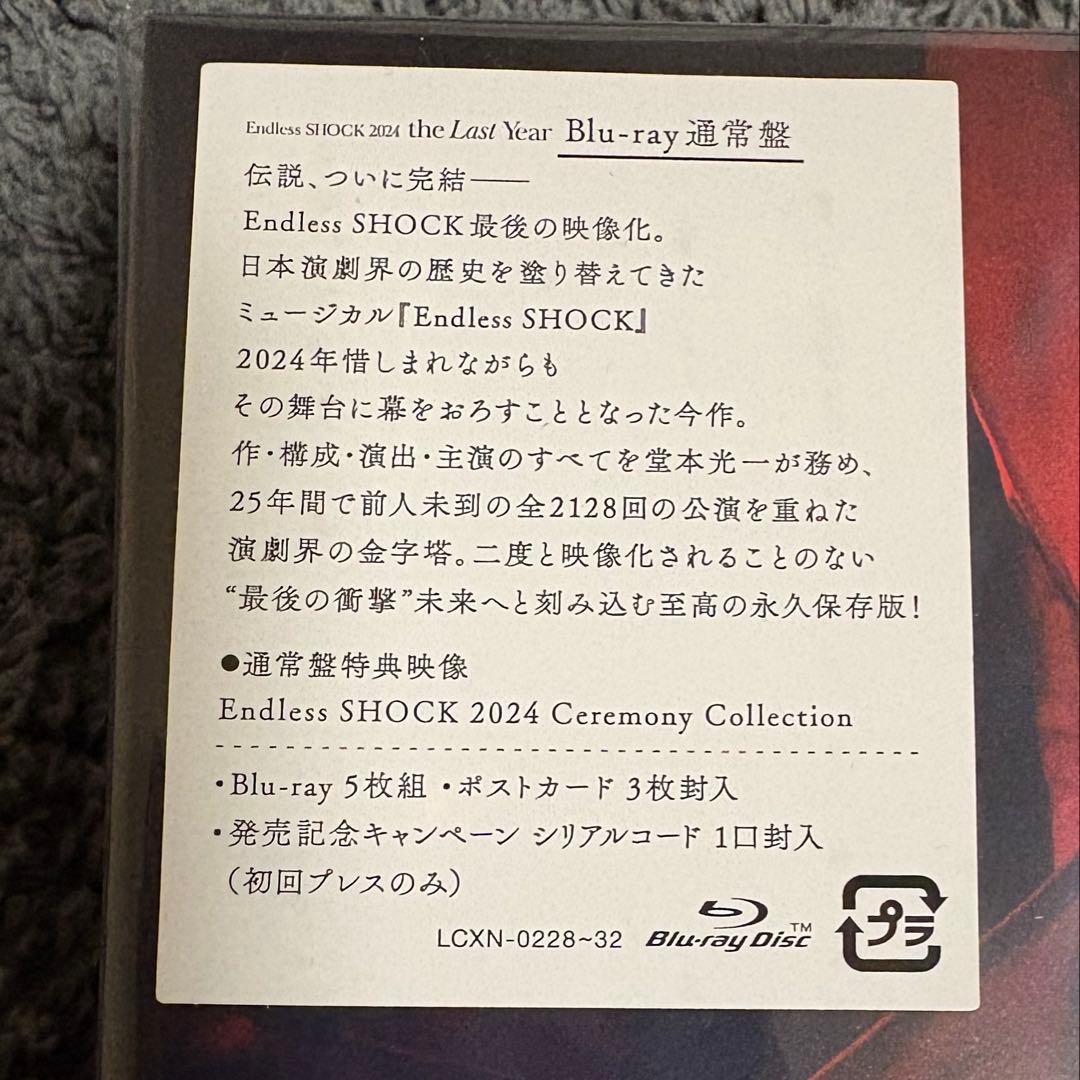 Endless SHOCK 2024 the Last Year Blu-ray 通常盤
伝説、ついに完結――
Endless SHOCK最後の映像化。
日本演劇界の歴史を塗り替えてきた
ミュージカル『Endless SHOCK』
2024年惜しまれながらも
その舞台に幕をおろすこととなった今作。
作・構成・演出・主演のすべてを堂本光一が務め、
25年間で前人未到の全2128回の公演を重ねた
演劇界の金字塔。二度と映像化されることのない
“最後の衝撃”未来へと刻み込む至高の永久保存版！
●通常盤特典映像
Endless SHOCK 2024 Ceremony Collection
・Blu-ray 5枚組 ・ポストカード 3枚封入
・発売記念キャンペーン シリアルコード 1口封入
（初回プレスのみ）
LCXN-0228~32 Blu-ray Disc TM プラ